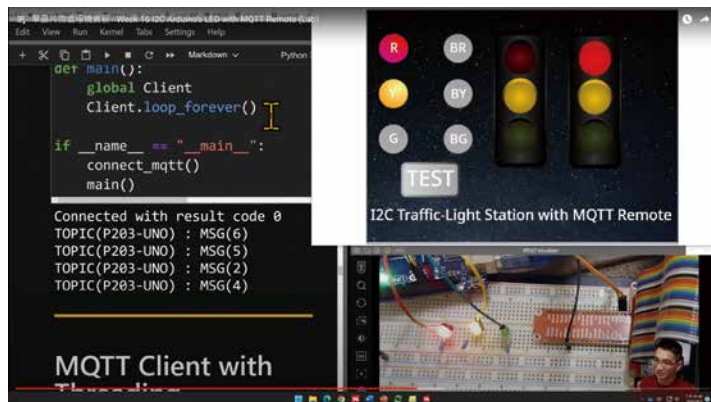 Week 16 I2C Arduino's LED with MQTT Remote (Lab)
Edit View Run Kernel Tabs Settings Help
Markdown Python
def main():
global Client
Client.loop_forever()
if __name__ == "__main__":
connect_mqtt()
main()
Connected with result code 0
TOPIC(P203-UNO) : MSG(6)
TOPIC(P203-UNO) : MSG(5)
TOPIC(P203-UNO) : MSG(2)
TOPIC(P203-UNO) : MSG(4)
MQTT Client with
Threading
R BR
Y BY
G BG
TEST
I2C Traffic-Light Station with MQTT Remote